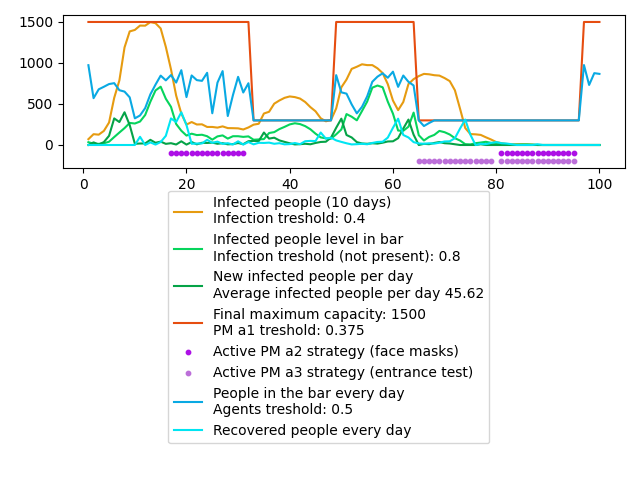 1500
1000
500
0
0 20 40 60 80 100
Infected people (10 days)
Infection treshold: 0.4
Infected people level in bar
Infection treshold (not present): 0.8
New infected people per day
Average infected people per day 45.62
Final maximum capacity: 1500
PM a1 treshold: 0.375
Active PM a2 strategy (face masks)
Active PM a3 strategy (entrance test)
People in the bar every day
Agents treshold: 0.5
Recovered people every day